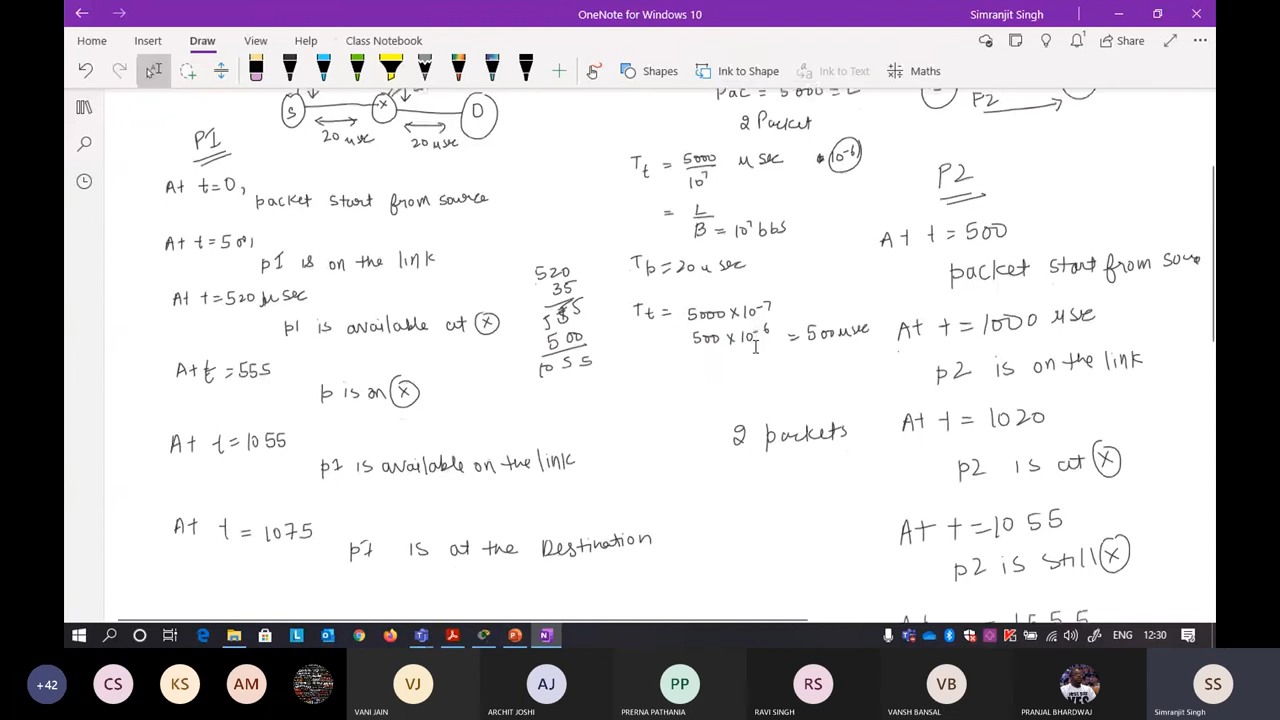 OneNote for Windows 10
Simranjit Singh
Home Insert Draw View Help Class Notebook
Share
Shapes
Ink to Shape
Ink to Text
Maths
S X D
20 μsec 20 μsec
P1
At t=0,
packet start from source
At t=500,
p1 is on the link
At t=520 μsec
p1 is available at X
At t=555
p is on X
At t=1055
p1 is available on the link
At t=1075
p1 is at the Destination
520
35
555
500
1055
Pac = 5000 = L
2 Packet
Tt = 5000/10^7 μ sec 10^-6
= L/B = 10^7 bbs
Tp = 20 μ sec
Tt = 5000 × 10^-7
500 × 10^-6 = 500 μsec
2 packets
P2
P2
At t=500
packet start from
At t=1000 μsec
p2 is on the link
At t=1020
p2 is at X
At t=1055
p2 is still X
ENG 12:30
+42
CS
KS
AM
VJ
VANI JAIN
AJ
ARCHIT JOSHI
PP
PRERNA PATHANIA
RS
RAVI SINGH
VB
VANSH BANSAL
PRANJAL BHARDWAJ
SS
Simranjit Singh